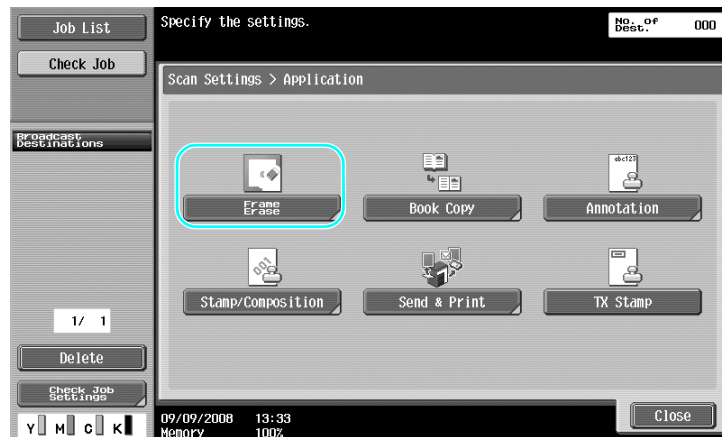 Job List
Check Job
Broadcast
Destinations
1/ 1
Delete
Check Job
Settings
Y M C K
Specify the settings.
No. of
Dest.
000
Scan Settings > Application
Frame
Erase
Book Copy
abc123
Annotation
001
Stamp/Composition
Send & Print
TX Stamp
09/09/2008 13:33
Memory 100%
Close